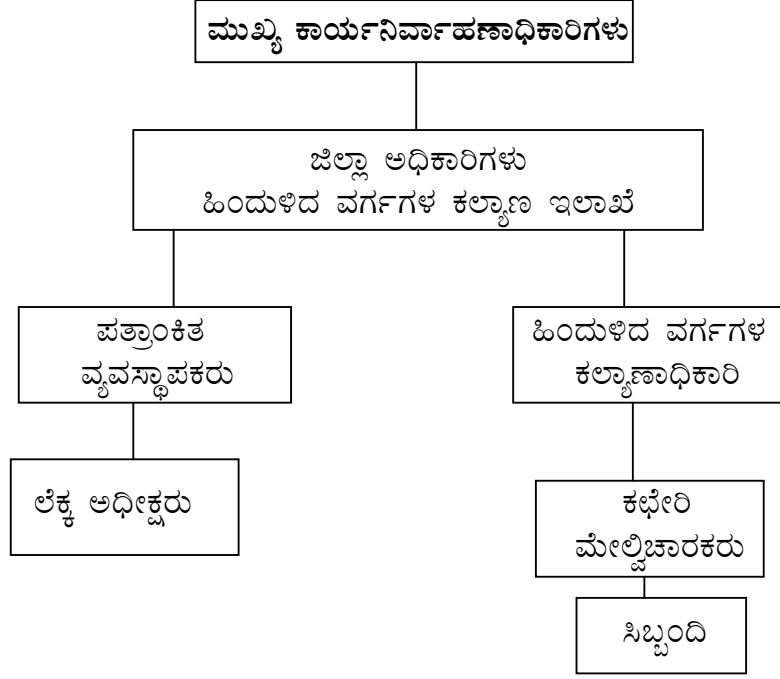 ಮುಖ್ಯ ಕಾರ್ಯನಿರ್ವಾಹಣಾಧಿಕಾರಿಗಳು
ಜಿಲ್ಲಾ ಅಧಿಕಾರಿಗಳು
ಹಿಂದುಳಿದ ವರ್ಗಗಳ ಕಲ್ಯಾಣ ಇಲಾಖೆ
ಪತ್ರಾಂಕಿತ
ವ್ಯವಸ್ಥಾಪಕರು
ಹಿಂದುಳಿದ ವರ್ಗಗಳ
ಕಲ್ಯಾಣಾಧಿಕಾರಿ
ಲೆಕ್ಕ ಅಧೀಕ್ಷರು
ಕಛೇರಿ
ಮೇಲ್ವಿಚಾರಕರು
ಸಿಬ್ಬಂದಿ